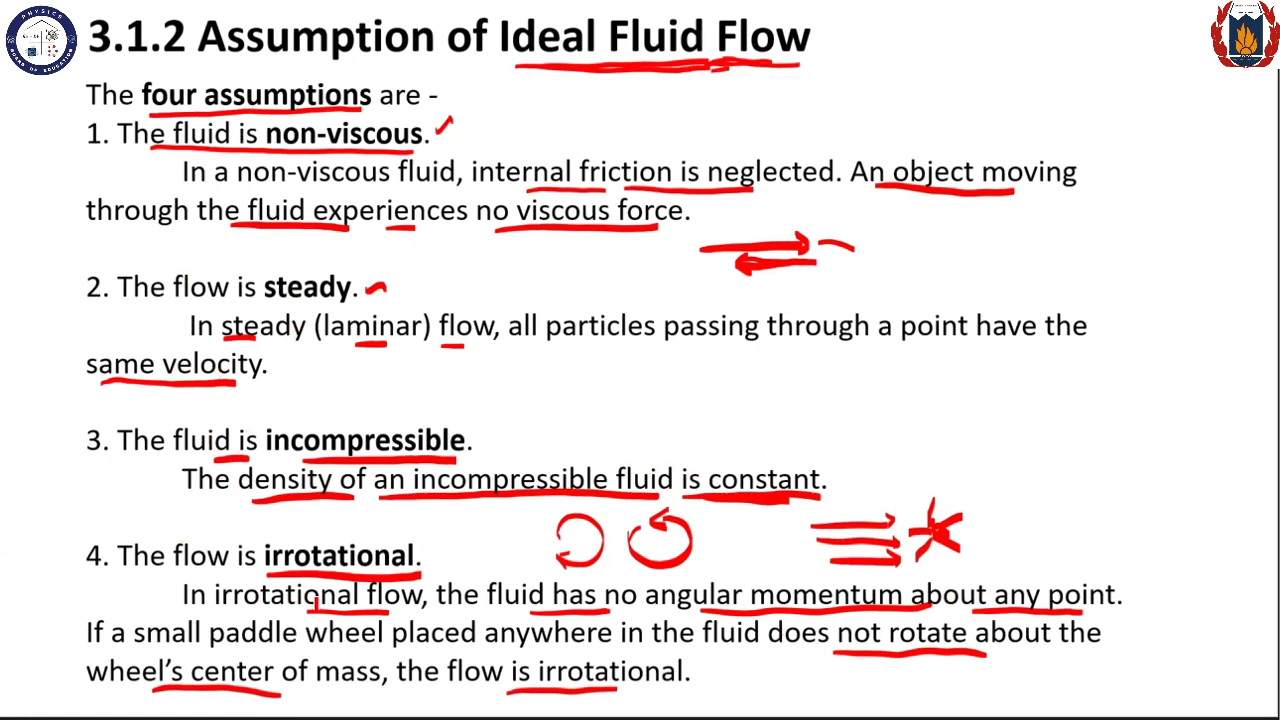 3.1.2 Assumption of Ideal Fluid Flow
The four assumptions are -
1. The fluid is non-viscous.
In a non-viscous fluid, internal friction is neglected. An object moving
through the fluid experiences no viscous force.
2. The flow is steady.
In steady (laminar) flow, all particles passing through a point have the
same velocity.
3. The fluid is incompressible.
The density of an incompressible fluid is constant.
4. The flow is irrotational.
In irrotational flow, the fluid has no angular momentum about any point.
If a small paddle wheel placed anywhere in the fluid does not rotate about the
wheel's center of mass, the flow is irrotational.
PHYSICS
BOARD OF EDUCATION